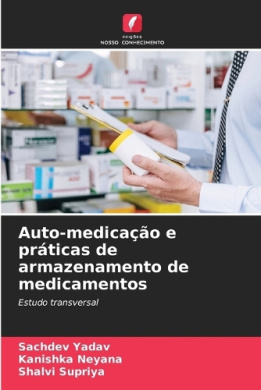 edições
NOSSO CONHECIMENTO
Auto-medicação e
práticas de
armazenamento de
medicamentos
Estudo transversal
Sachdev Yadav
Kanishka Neyana
Shalvi Supriya